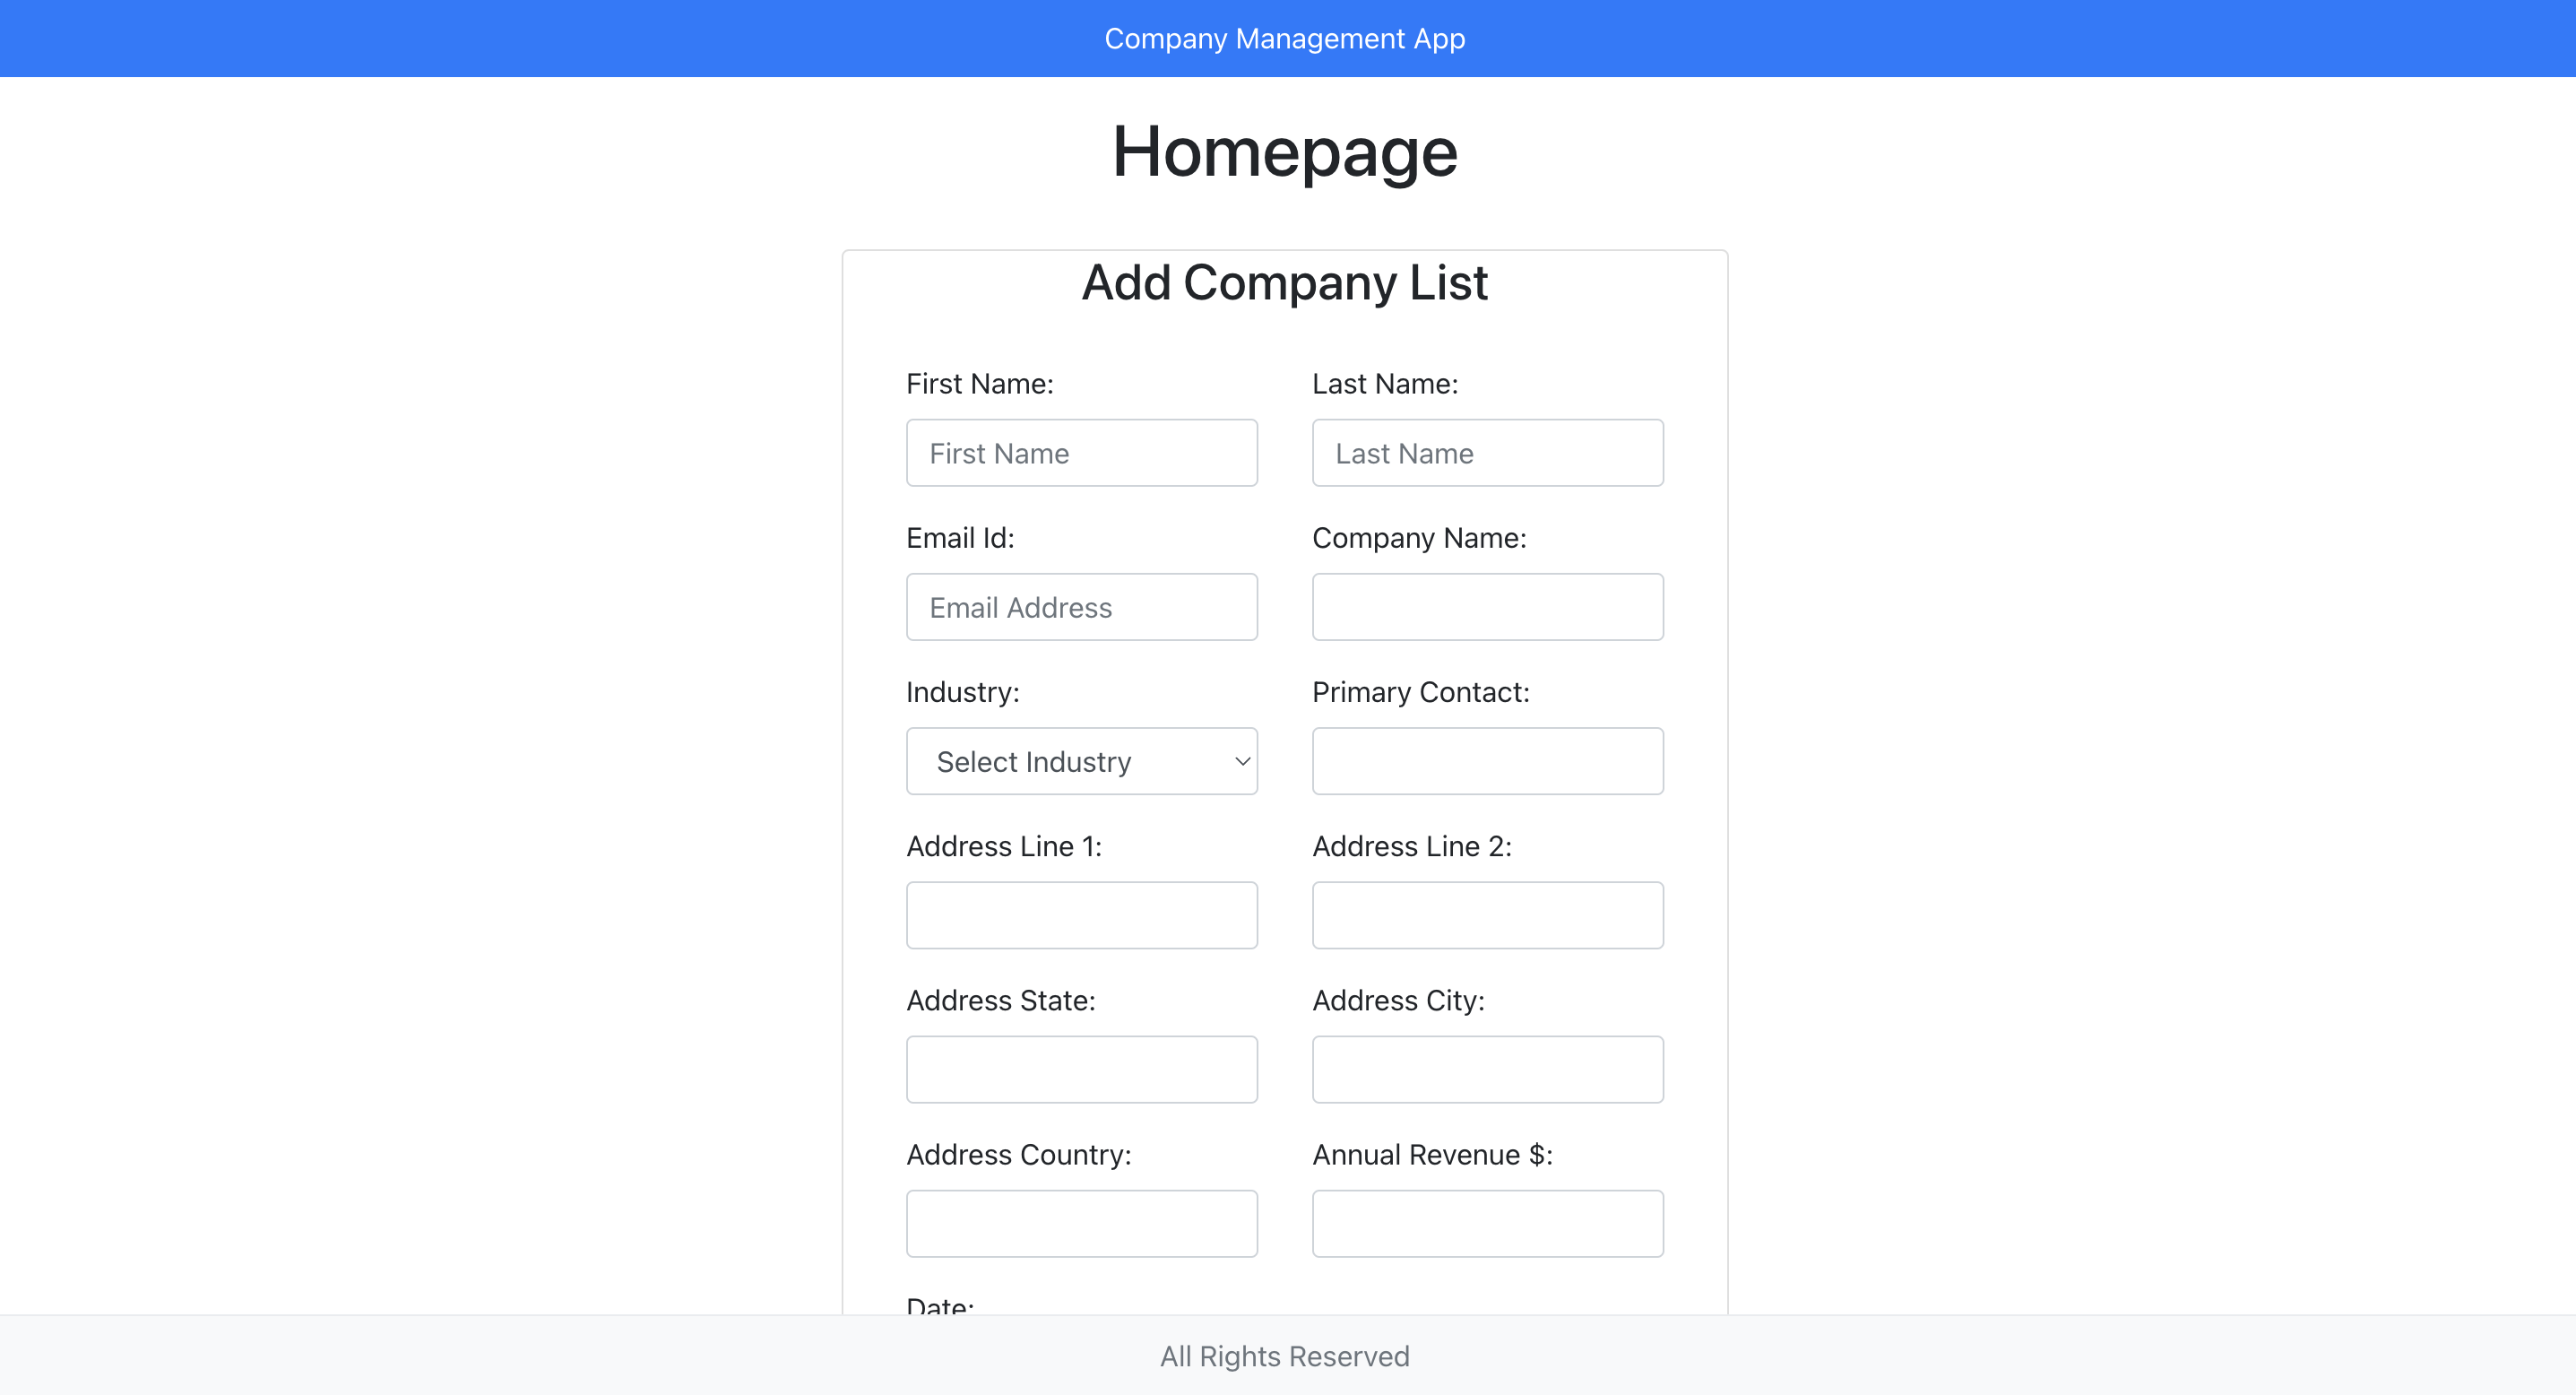 Company Management App
Homepage
Add Company List
First Name: Last Name:
First Name Last Name
Email Id: Company Name:
Email Address
Industry: Primary Contact:
Select Industry
Address Line 1: Address Line 2:
Address State: Address City:
Address Country: Annual Revenue $:
Date:
All Rights Reserved